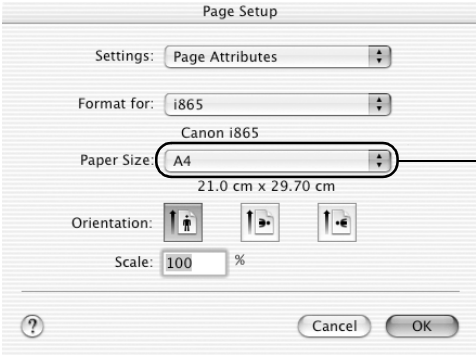 Page Setup
Settings: Page Attributes
Format for: i865
Canon i865
Paper Size: A4
21.0 cm x 29.70 cm
Orientation:
Scale: 100 %
? Cancel OK